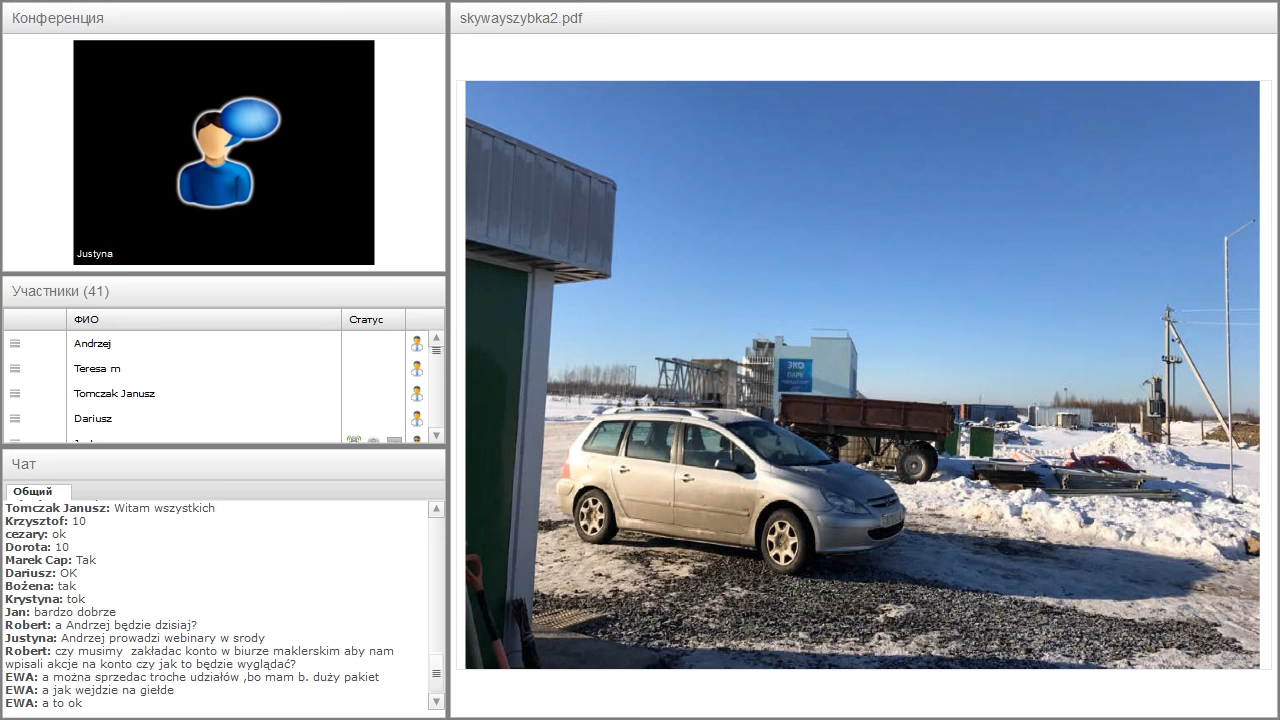 Конференция
Justyna
Участники (41)
ФИО
Статус
Andrzej
Teresa m
Tomczak Janusz
Dariusz
Чат
Общий
Tomczak Janusz: Witam wszystkich
Krzysztof: 10
cezary: ok
Dorota: 10
Marek Cap: Tak
Dariusz: OK
Bożena: tak
Krystyna: tok
Jan: bardzo dobrze
Robert: a Andrzej będzie dzisiaj?
Justyna: Andrzej prowadzi webinary w srody
Robert: czy musimy zakładac konto w biurze maklerskim aby nam
wpisali akcje na konto czy jak to będzie wyglądać?
EWA: a można sprzedac trochę udziałów ,bo mam b. duży pakiet
EWA: a jak wejdzie na giełde
EWA: a to ok
skywayszybka2.pdf
ЭКО
ПАРК